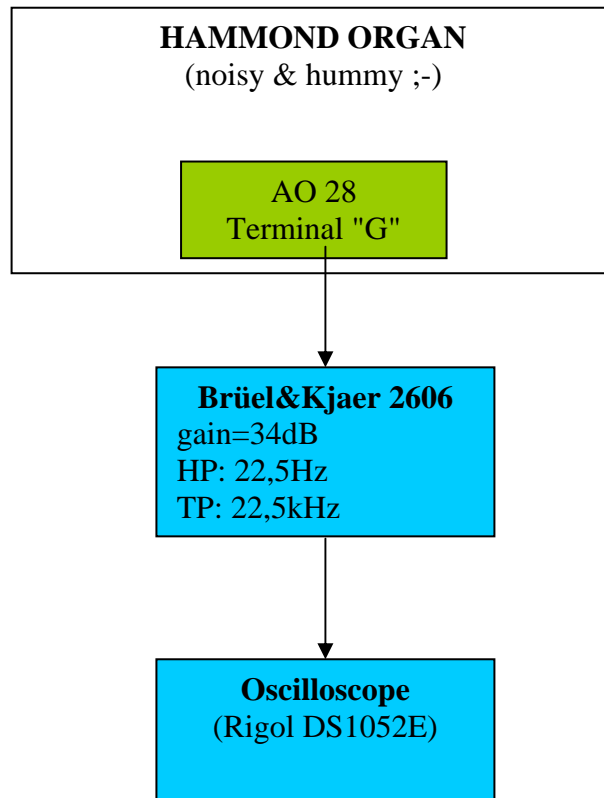 HAMMOND ORGAN
(noisy & hummy ;-)
AO 28
Terminal "G"
Brüel&Kjaer 2606
gain=34dB
HP: 22,5Hz
TP: 22,5kHz
Oscilloscope
(Rigol DS1052E)